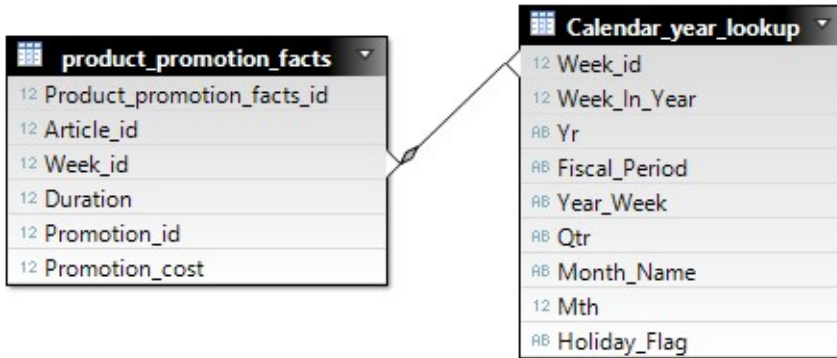 product_promotion_facts
12 Product_promotion_facts_id
12 Article_id
12 Week_id
12 Duration
12 Promotion_id
12 Promotion_cost
Calendar_year_lookup
12 Week_id
12 Week_In_Year
AB Yr
AB Fiscal_Period
AB Year_Week
AB Qtr
AB Month_Name
12 Mth
AB Holiday_Flag